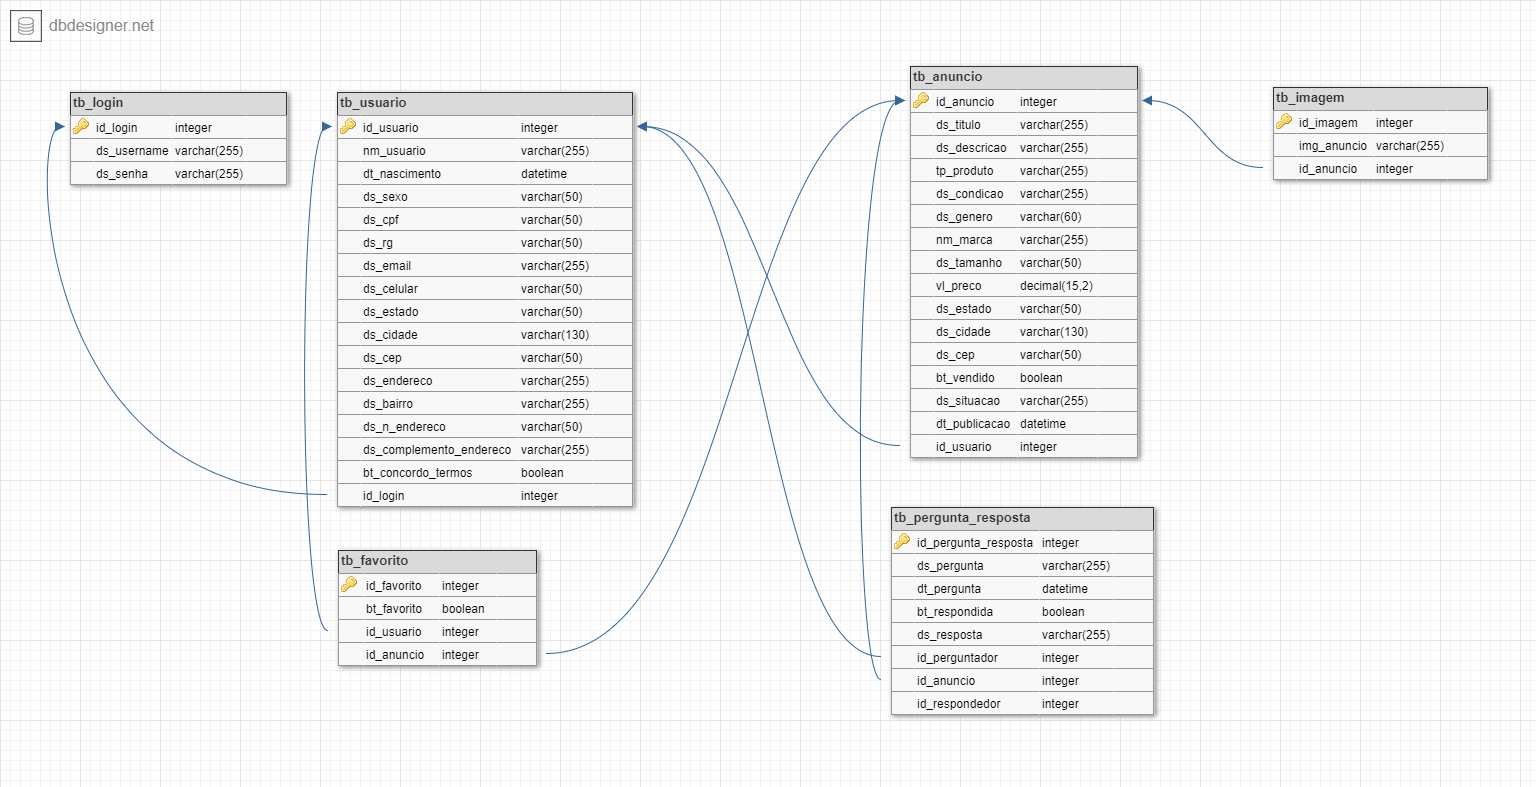 dbdesigner.net
tb_login
id_login integer
ds_username varchar(255)
ds_senha varchar(255)
tb_usuario
id_usuario integer
nm_usuario varchar(255)
dt_nascimento datetime
ds_sexo varchar(50)
ds_cpf varchar(50)
ds_rg varchar(50)
ds_email varchar(255)
ds_celular varchar(50)
ds_estado varchar(50)
ds_cidade varchar(130)
ds_cep varchar(50)
ds_endereco varchar(255)
ds_bairro varchar(255)
ds_n_endereco varchar(50)
ds_complemento_endereco varchar(255)
bt_concordo_termos boolean
id_login integer
tb_favorito
id_favorito integer
bt_favorito boolean
id_usuario integer
id_anuncio integer
tb_anuncio
id_anuncio integer
ds_titulo varchar(255)
ds_descricao varchar(255)
tp_produto varchar(255)
ds_condicao varchar(255)
ds_genero varchar(60)
nm_marca varchar(255)
ds_tamanho varchar(50)
vl_preco decimal(15,2)
ds_estado varchar(50)
ds_cidade varchar(130)
ds_cep varchar(50)
bt_vendido boolean
ds_situacao varchar(255)
dt_publicacao datetime
id_usuario integer
tb_pergunta_resposta
id_pergunta_resposta integer
ds_pergunta varchar(255)
dt_pergunta datetime
bt_respondida boolean
ds_resposta varchar(255)
id_perguntador integer
id_anuncio integer
id_respondedor integer
tb_imagem
id_imagem integer
img_anuncio varchar(255)
id_anuncio integer